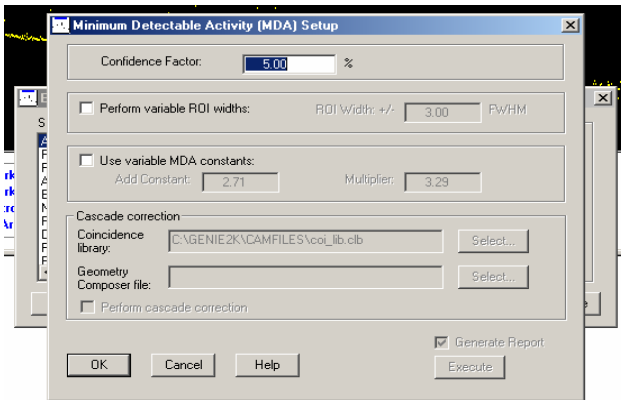 Minimum Detectable Activity (MDA) Setup
Confidence Factor: 5.00 %
Perform variable ROI widths: ROI Width: +/- 3.00 FWHM
Use variable MDA constants:
Add Constant: 2.71 Multiplier: 3.29
Cascade correction
Coincidence library: C:\GENIE2K\CAMFILES\coi_lib.clb Select...
Geometry Composer file: Select...
Perform cascade correction
Generate Report
OK Cancel Help Execute